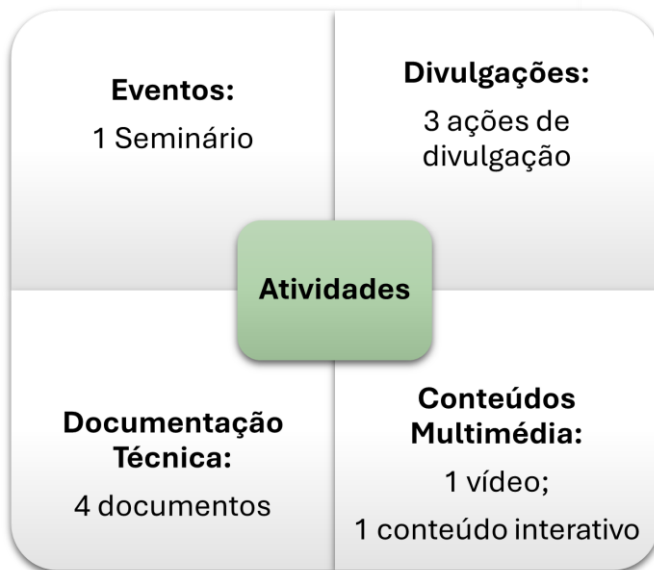 Eventos:
1 Seminário
Divulgações:
3 ações de
divulgação
Atividades
Documentação
Técnica:
4 documentos
Conteúdos
Multimédia:
1 vídeo;
1 conteúdo interativo